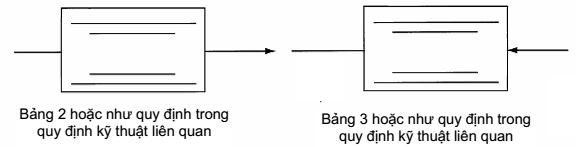 Bảng 2 hoặc như quy định trong
quy định kỹ thuật liên quan
Bảng 3 hoặc như quy định trong
quy định kỹ thuật liên quan